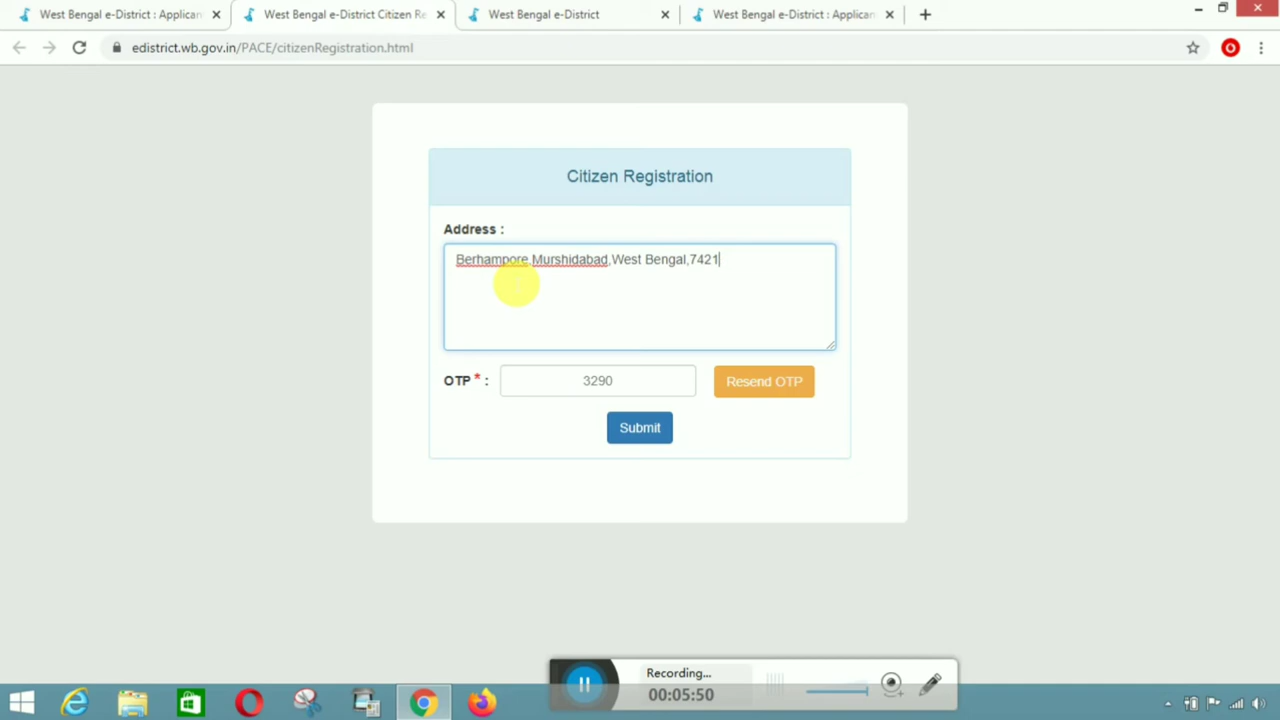 West Bengal e-District : Applican
West Bengal e-District Citizen Re
West Bengal e-District
West Bengal e-District : Applican
edistrict.wb.gov.in/PACE/citizenRegistration.html
Citizen Registration
Address :
Berhampore,Murshidabad,West Bengal,7421
OTP * :
3290
Resend OTP
Submit
Recording...
00:05:50